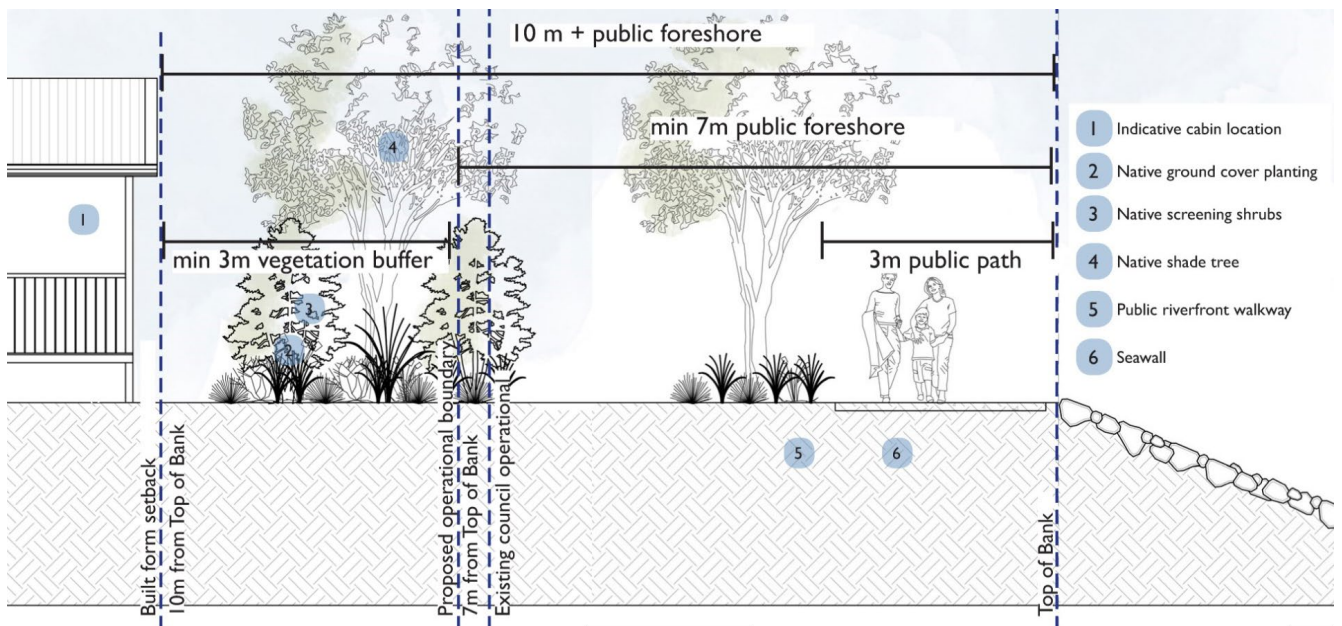 10 m + public foreshore
min 7m public foreshore
min 3m vegetation buffer
3m public path
1
2
3
4
5
6
1 Indicative cabin location
2 Native ground cover planting
3 Native screening shrubs
4 Native shade tree
5 Public riverfront walkway
6 Seawall
Built form setback
10m from Top of Bank
Proposed operational boundary
7m from Top of Bank
Existing council operational
Top of Bank